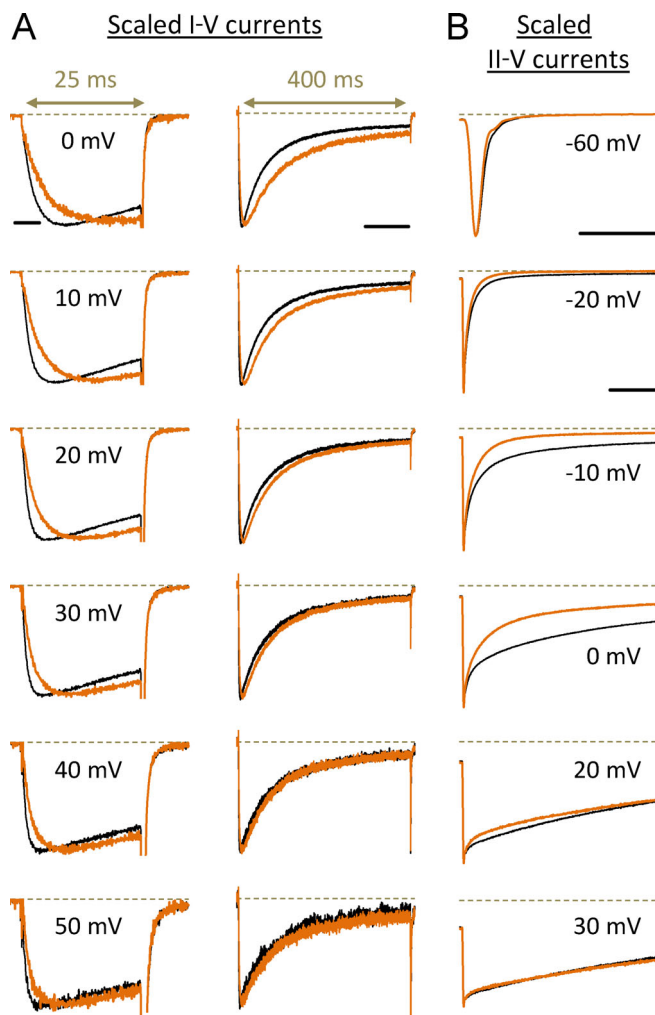 A
Scaled I-V currents
B
Scaled
II-V currents
25 ms
400 ms
0 mV
-60 mV
10 mV
-20 mV
20 mV
-10 mV
30 mV
0 mV
40 mV
20 mV
50 mV
30 mV